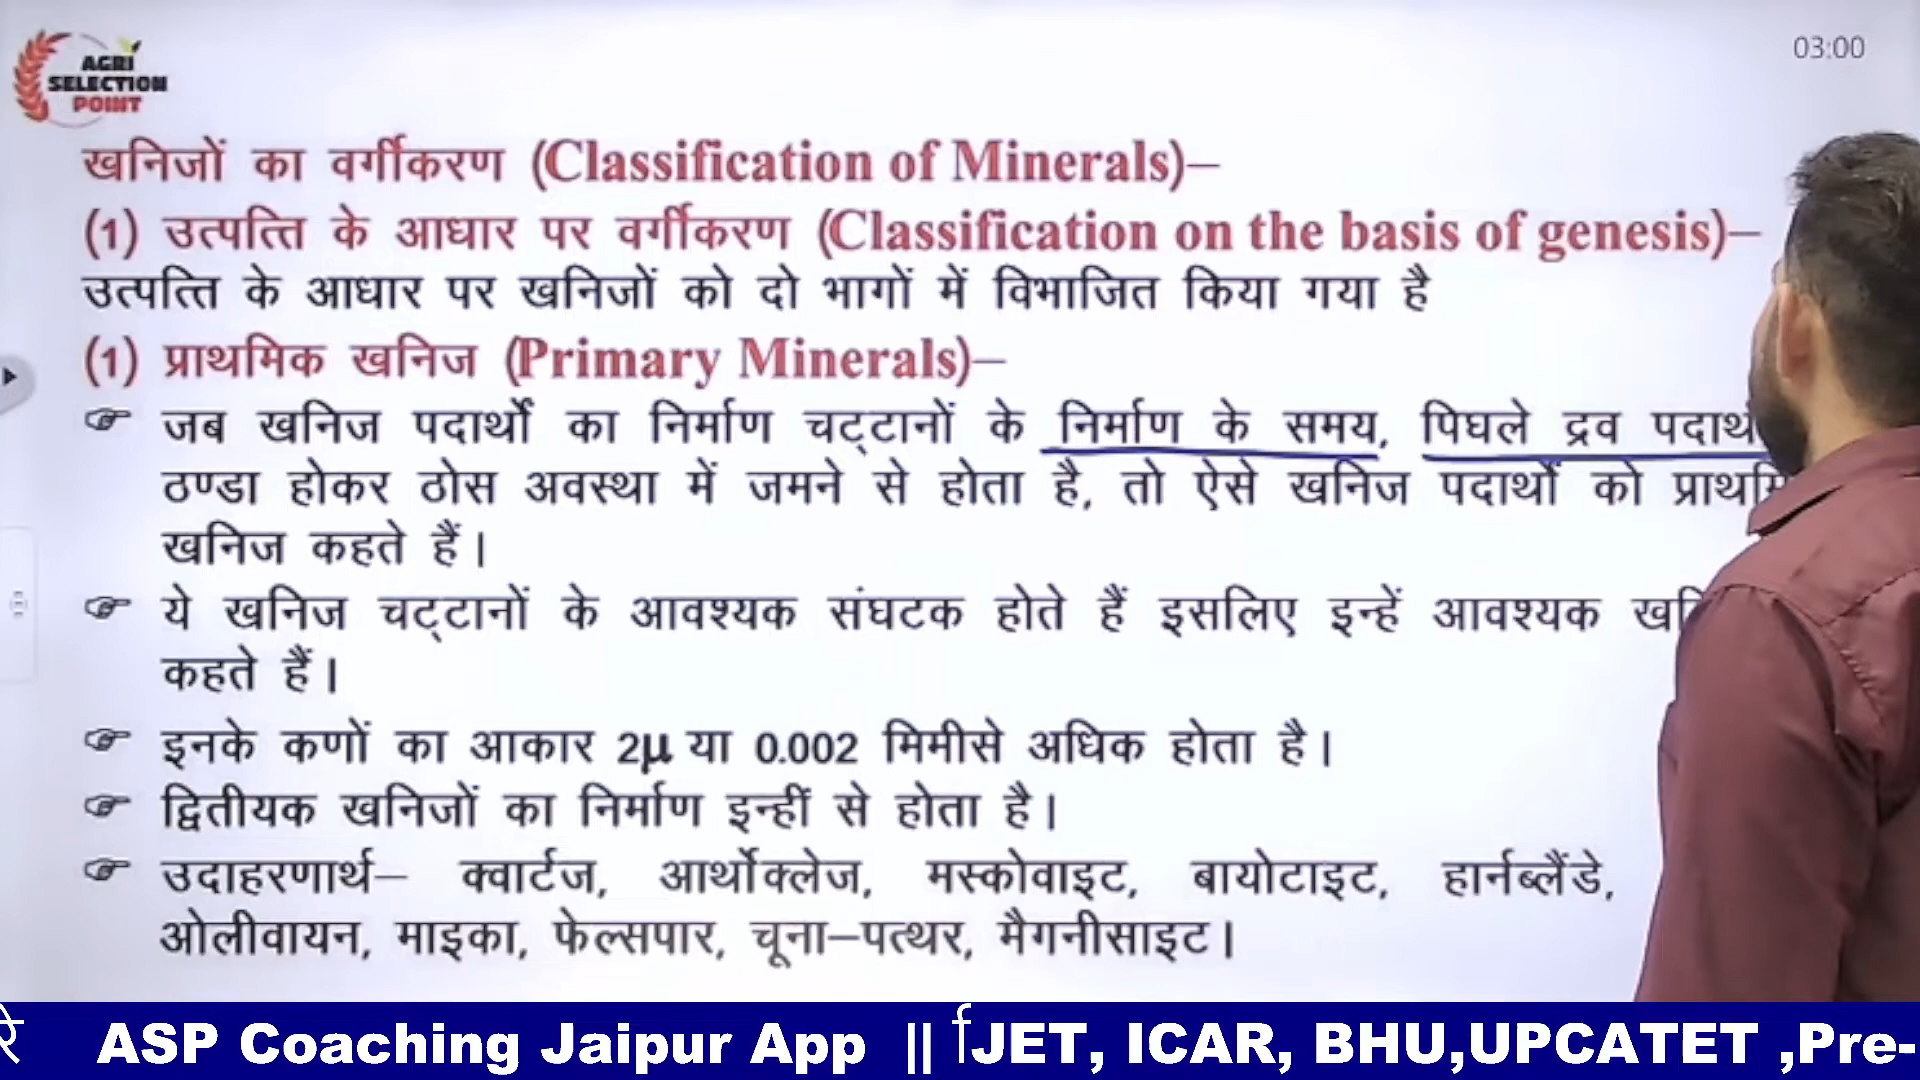 AGRI
SELECTION
POINT
03:00
खनिजों का वर्गीकरण (Classification of Minerals)–
(1) उत्पत्ति के आधार पर वर्गीकरण (Classification on the basis of genesis)–
उत्पत्ति के आधार पर खनिजों को दो भागों में विभाजित किया गया है
(1) प्राथमिक खनिज (Primary Minerals)–
☞ जब खनिज पदार्थों का निर्माण चट्टानों के निर्माण के समय, पिघले द्रव
ठण्डा होकर ठोस अवस्था में जमने से होता है, तो ऐसे खनिज पदार्थों को
खनिज कहते हैं।
☞ ये खनिज चट्टानों के आवश्यक संघटक होते हैं इसलिए इन्हें आवश्यक
कहते हैं।
☞ इनके कणों का आकार 2µ या 0.002 मिमीसे अधिक होता है।
☞ द्वितीयक खनिजों का निर्माण इन्हीं से होता है।
☞ उदाहरणार्थ– क्वार्टज, आर्थोक्लेज, मस्कोवाइट, बायोटाइट, हार्नब्लैंडे,
ओलीवायन, माइका, फेल्सपार, चूना–पत्थर, मैगनीसाइट।
ASP Coaching Jaipur App || JET, ICAR, BHU,UPCATET ,Pre-